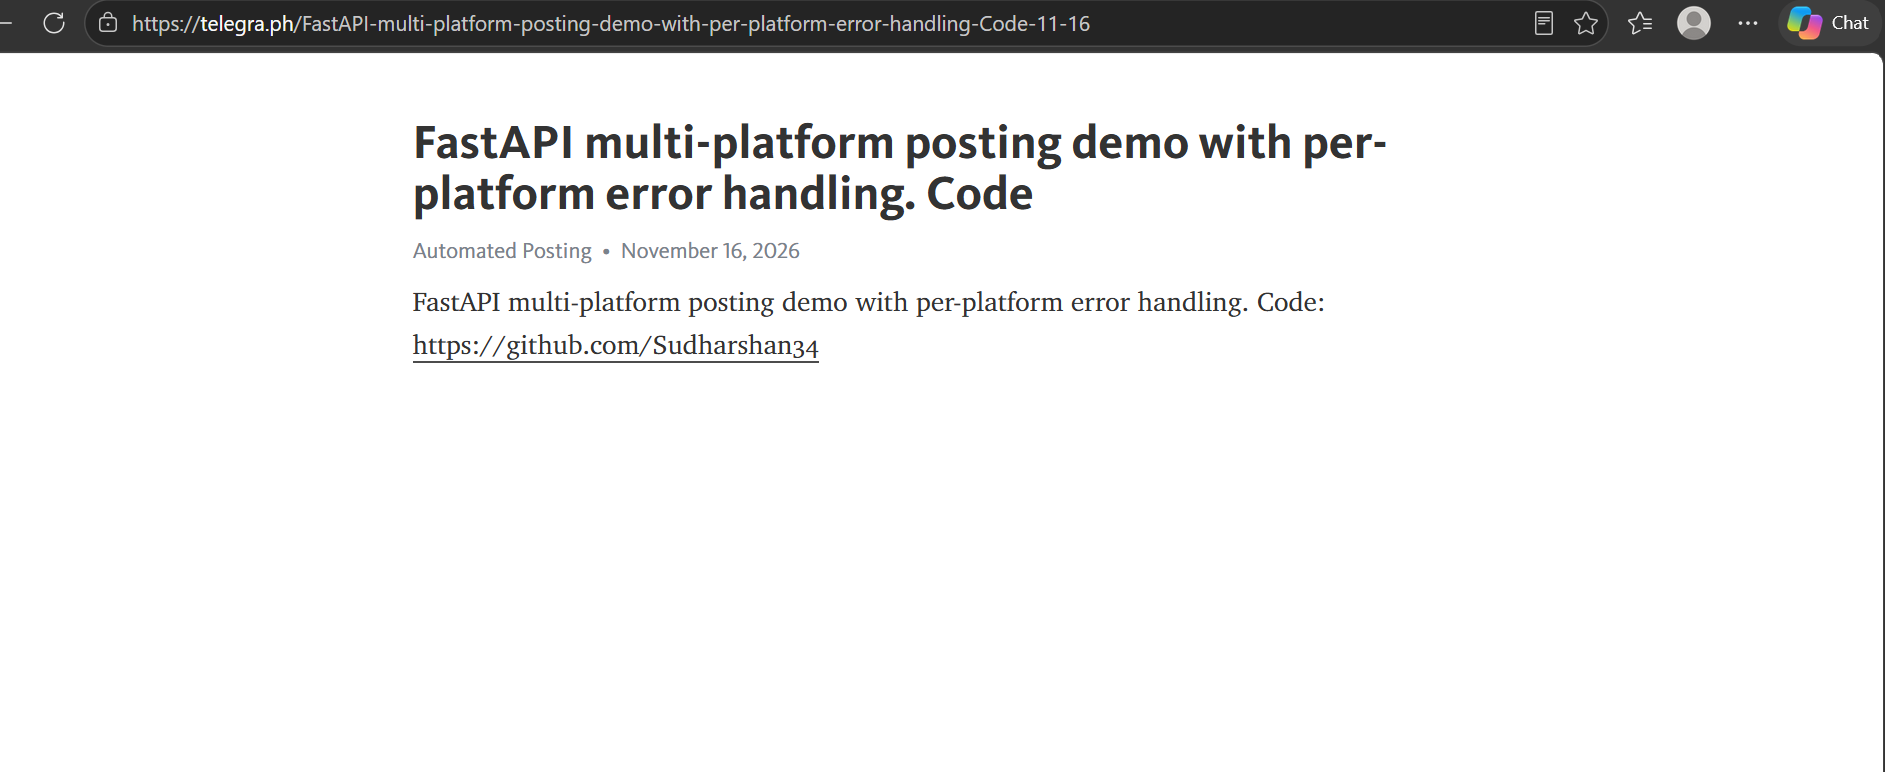 https://telegra.ph/FastAPI-multi-platform-posting-demo-with-per-platform-error-handling-Code-11-16
Chat
FastAPI multi-platform posting demo with per-
platform error handling. Code
Automated Posting • November 16, 2026
FastAPI multi-platform posting demo with per-platform error handling. Code:
https://github.com/Sudharshan34